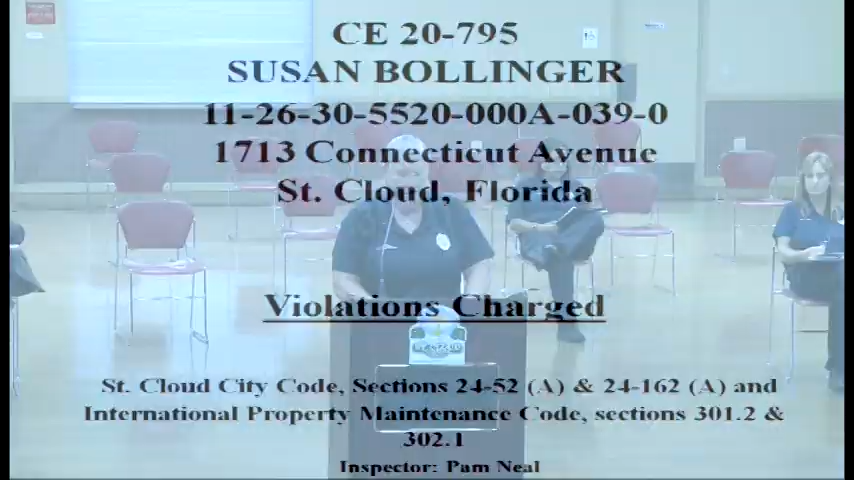 CE 20-795
SUSAN BOLLINGER
11-26-30-5520-000A-039-0
1713 Connecticut Avenue
St. Cloud, Florida
Violations Charged
St. Cloud City Code, Sections 24-52 (A) & 24-162 (A) and
International Property Maintenance Code, sections 301.2 &
302.1
Inspector: Pam Neal